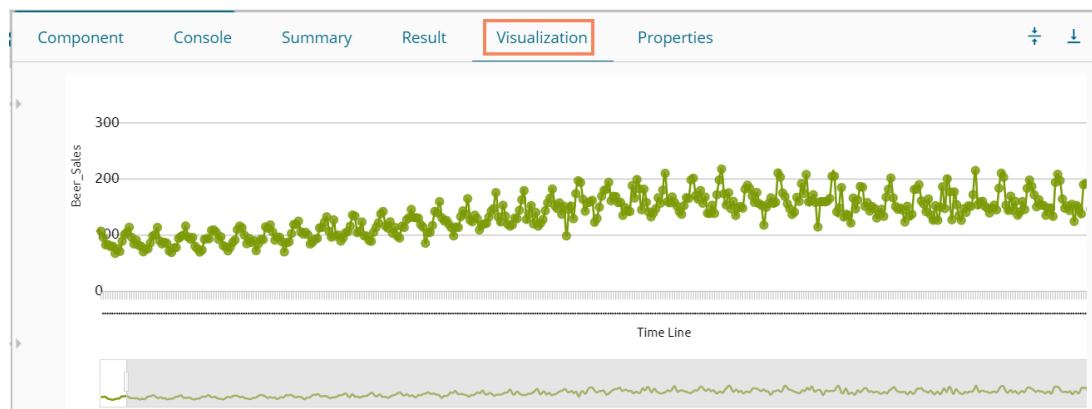 Component Console Summary Result Visualization Properties
300
Beer_Sales
200
100
0
Time Line